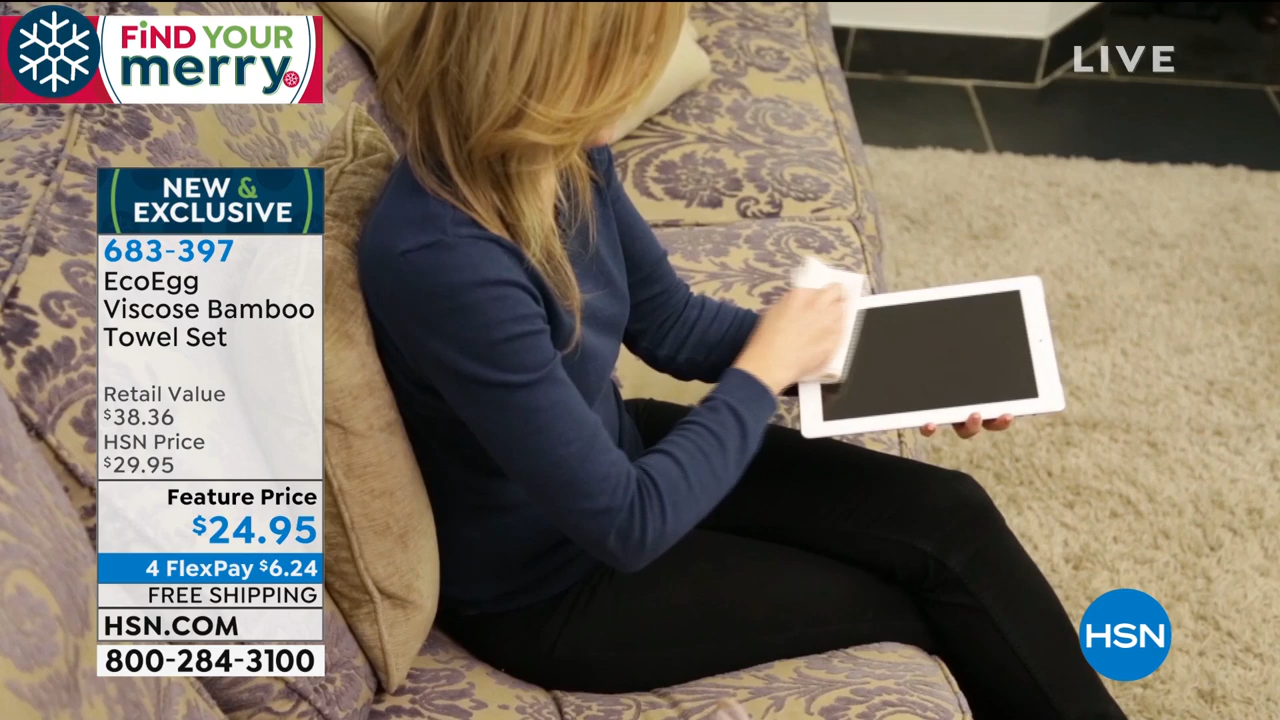 FiND YOUR
merry
LIVE
NEW &
EXCLUSIVE
683-397
EcoEgg
Viscose Bamboo
Towel Set
Retail Value
$38.36
HSN Price
$29.95
Feature Price
$24.95
4 FlexPay $6.24
FREE SHIPPING
HSN.COM
800-284-3100
HSN